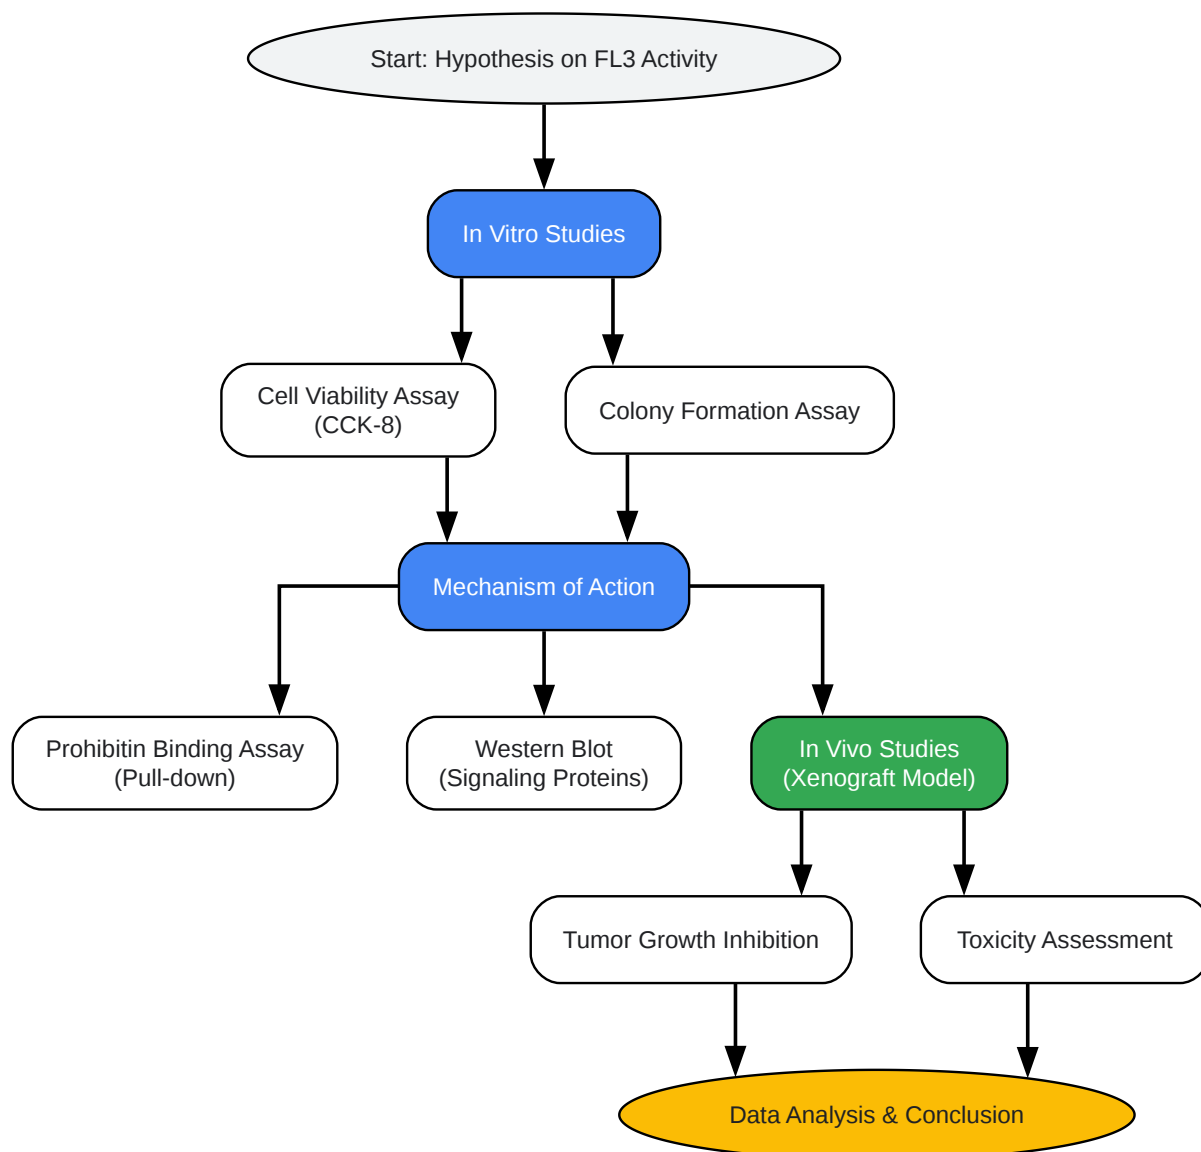 Start: Hypothesis on FL3 Activity
In Vitro Studies
Cell Viability Assay
(CCK-8)
Colony Formation Assay
Mechanism of Action
Prohibitin Binding Assay
(Pull-down)
Western Blot
(Signaling Proteins)
In Vivo Studies
(Xenograft Model)
Tumor Growth Inhibition
Toxicity Assessment
Data Analysis & Conclusion